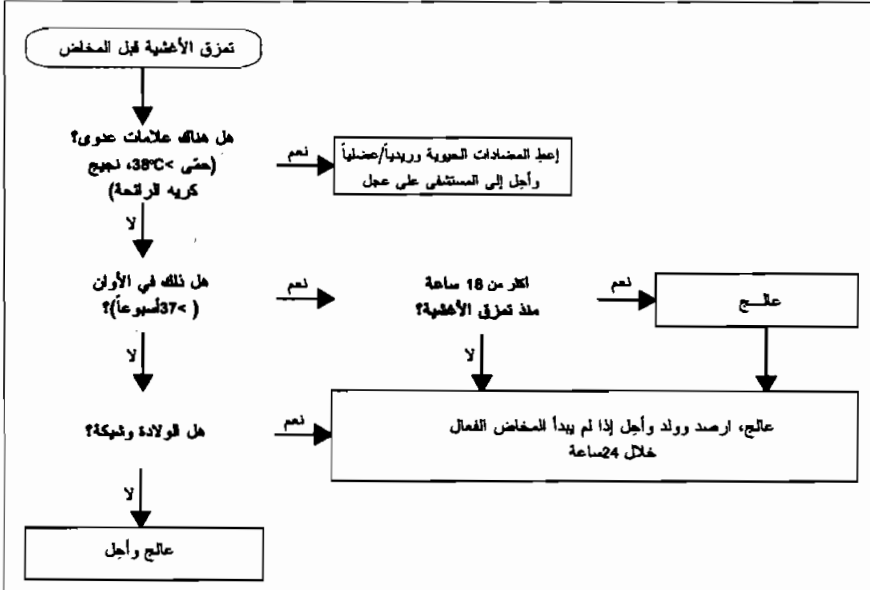 تمزق الأغشية قبل المخاض
هل هناك علامات عدوى؟
(حمى >38°C، نجيج
كريه الرائحة)
نعم
إعط المضادات الحيوية وريدياً/عضلياً
وأحِل إلى المستشفى على عجل
لا
هل ذلك في الأوان
( >37أسبوعاً)؟
نعم
أكثر من 18 ساعة
منذ تمزق الأغشية؟
نعم
عالـــج
لا
لا
هل الولادة وشيكة؟
نعم
عالج، ارصد وولد وأحِل إذا لم يبدأ المخاض الفعال
خلال 24ساعة
لا
عالج وأحِل